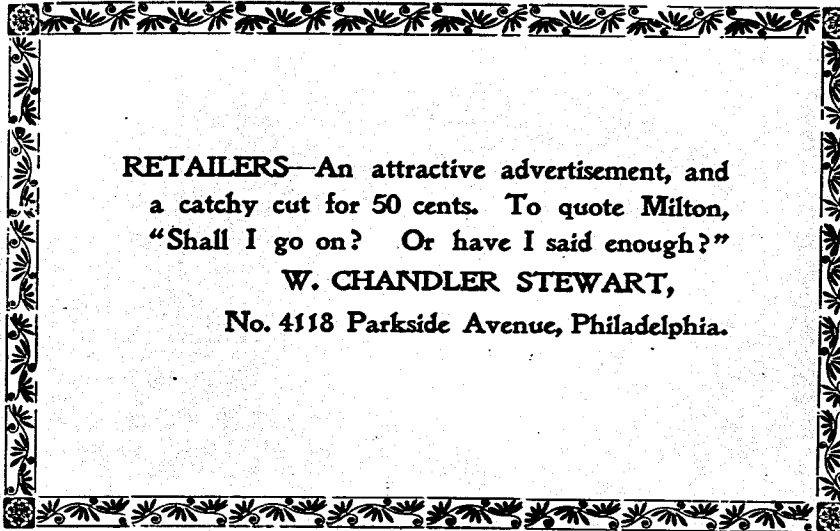 RETAILERS—An attractive advertisement, and
a catchy cut for 50 cents. To quote Milton,
“Shall I go on? Or have I said enough?”
W. CHANDLER STEWART,
No. 4118 Parkside Avenue, Philadelphia.